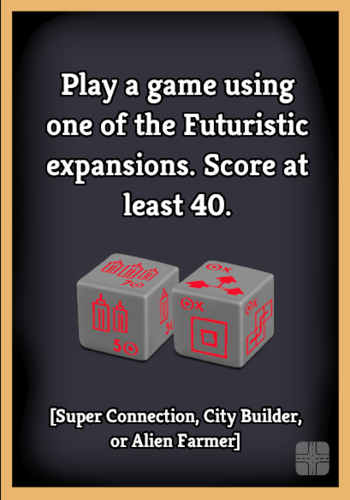 Play a game using
one of the Futuristic
expansions. Score at
least 40.
[Super Connection, City Builder,
or Alien Farmer]